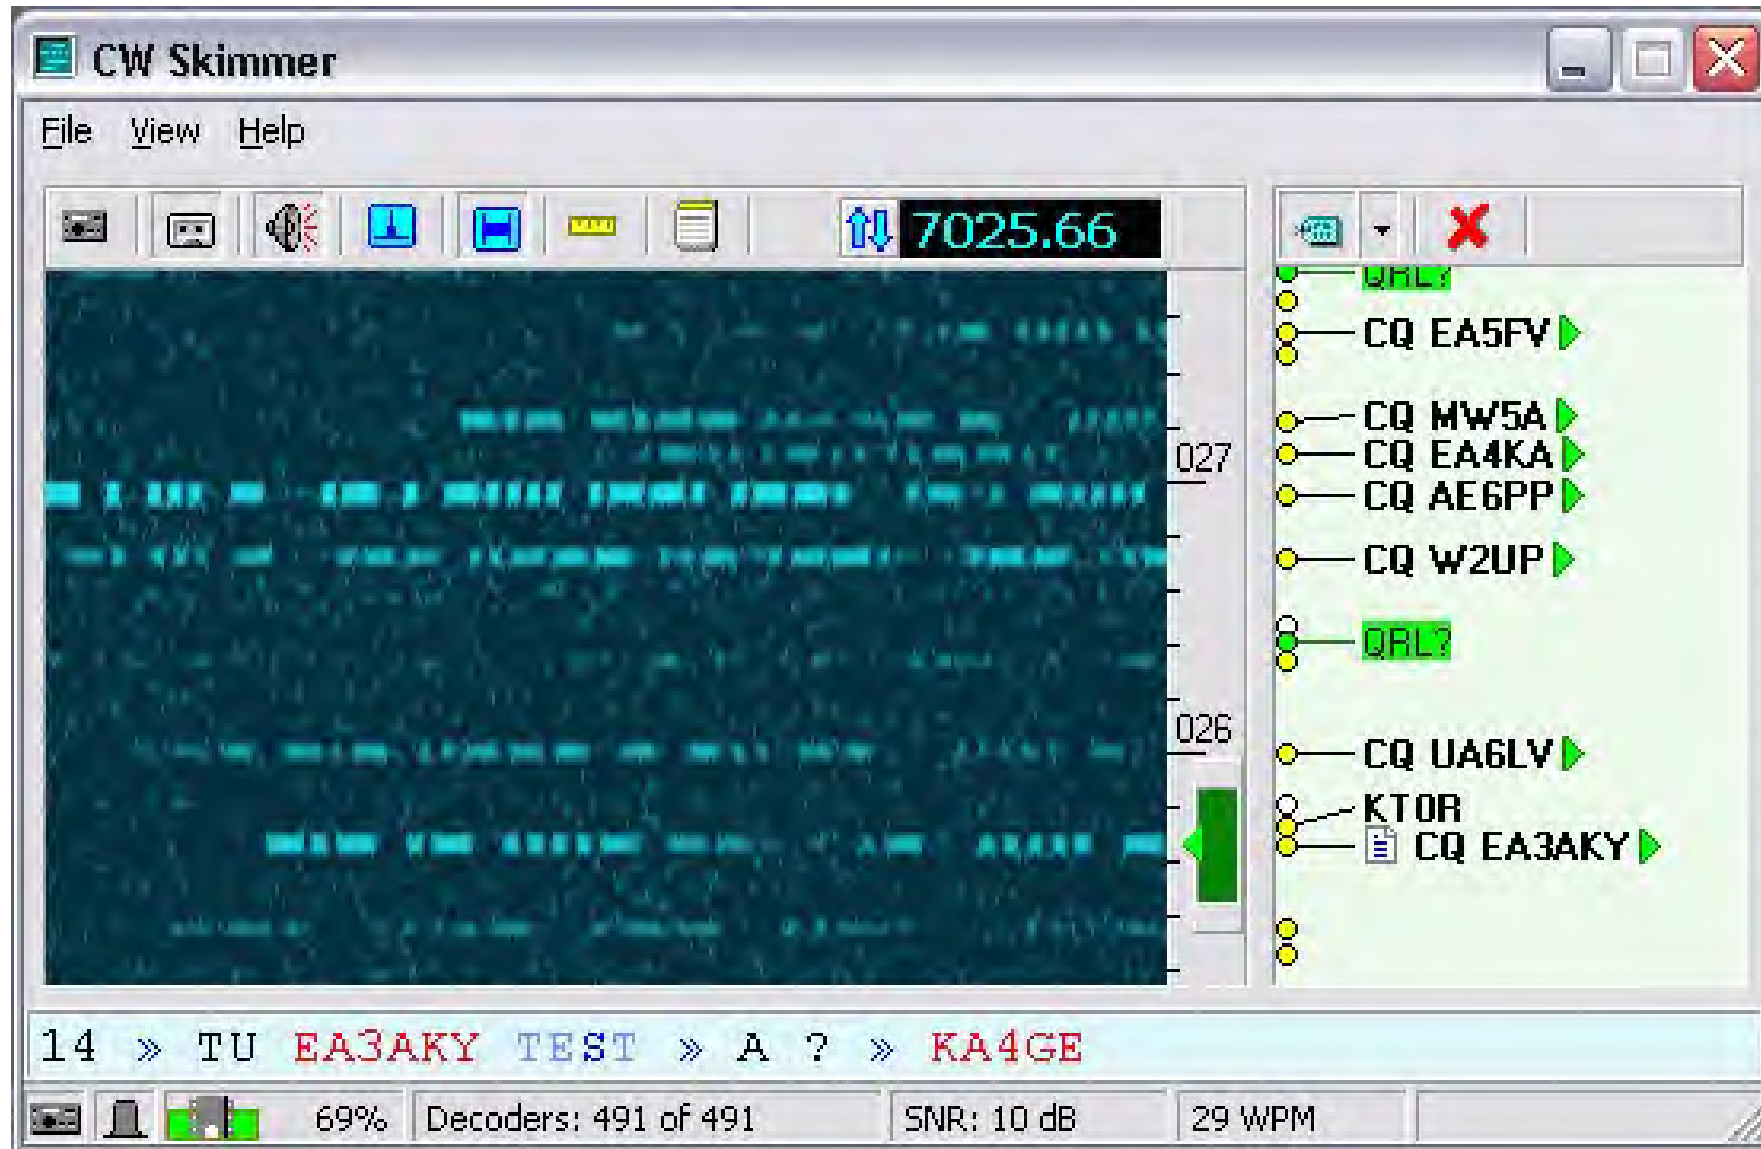 CW Skimmer
File View Help
7025.66
QRL?
CQ EA5FV
CQ MW5A
027
CQ EA4KA
CQ AE6PP
CQ W2UP
QRL?
026
CQ UA6LV
KT0R
CQ EA3AKY
14 » TU EA3AKY TEST » A ? » KA4GE
69% Decoders: 491 of 491 SNR: 10 dB 29 WPM